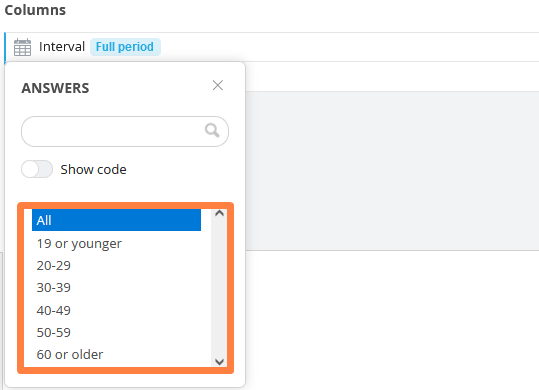 Columns
Interval Full period
ANSWERS
Show code
All
19 or younger
20-29
30-39
40-49
50-59
60 or older